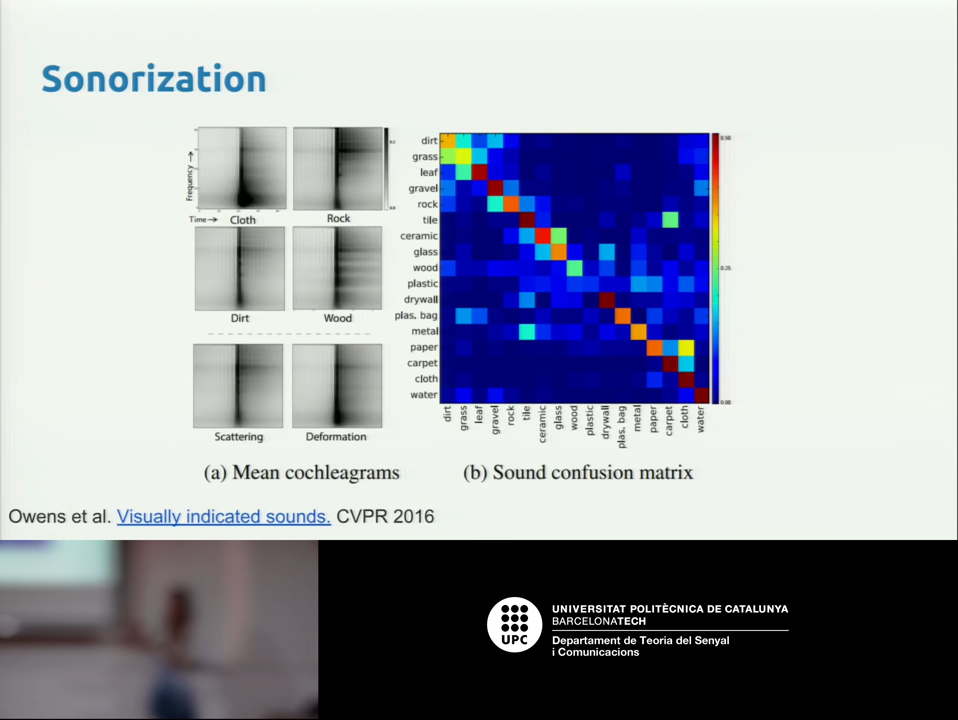 Sonorization
Frequency →
Time →
Cloth
Rock
Dirt
Wood
Scattering
Deformation
(a) Mean cochleagrams
dirt
grass
leaf
gravel
rock
tile
ceramic
glass
wood
plastic
drywall
plas. bag
metal
paper
carpet
cloth
water
dirt
grass
leaf
gravel
rock
tile
ceramic
glass
wood
plastic
drywall
plas. bag
metal
paper
carpet
cloth
water
0.50
0.25
0.00
(b) Sound confusion matrix
Owens et al. Visually indicated sounds. CVPR 2016
UPC
UNIVERSITAT POLITÈCNICA DE CATALUNYA
BARCELONATECH
Departament de Teoria del Senyal
i Comunicacions